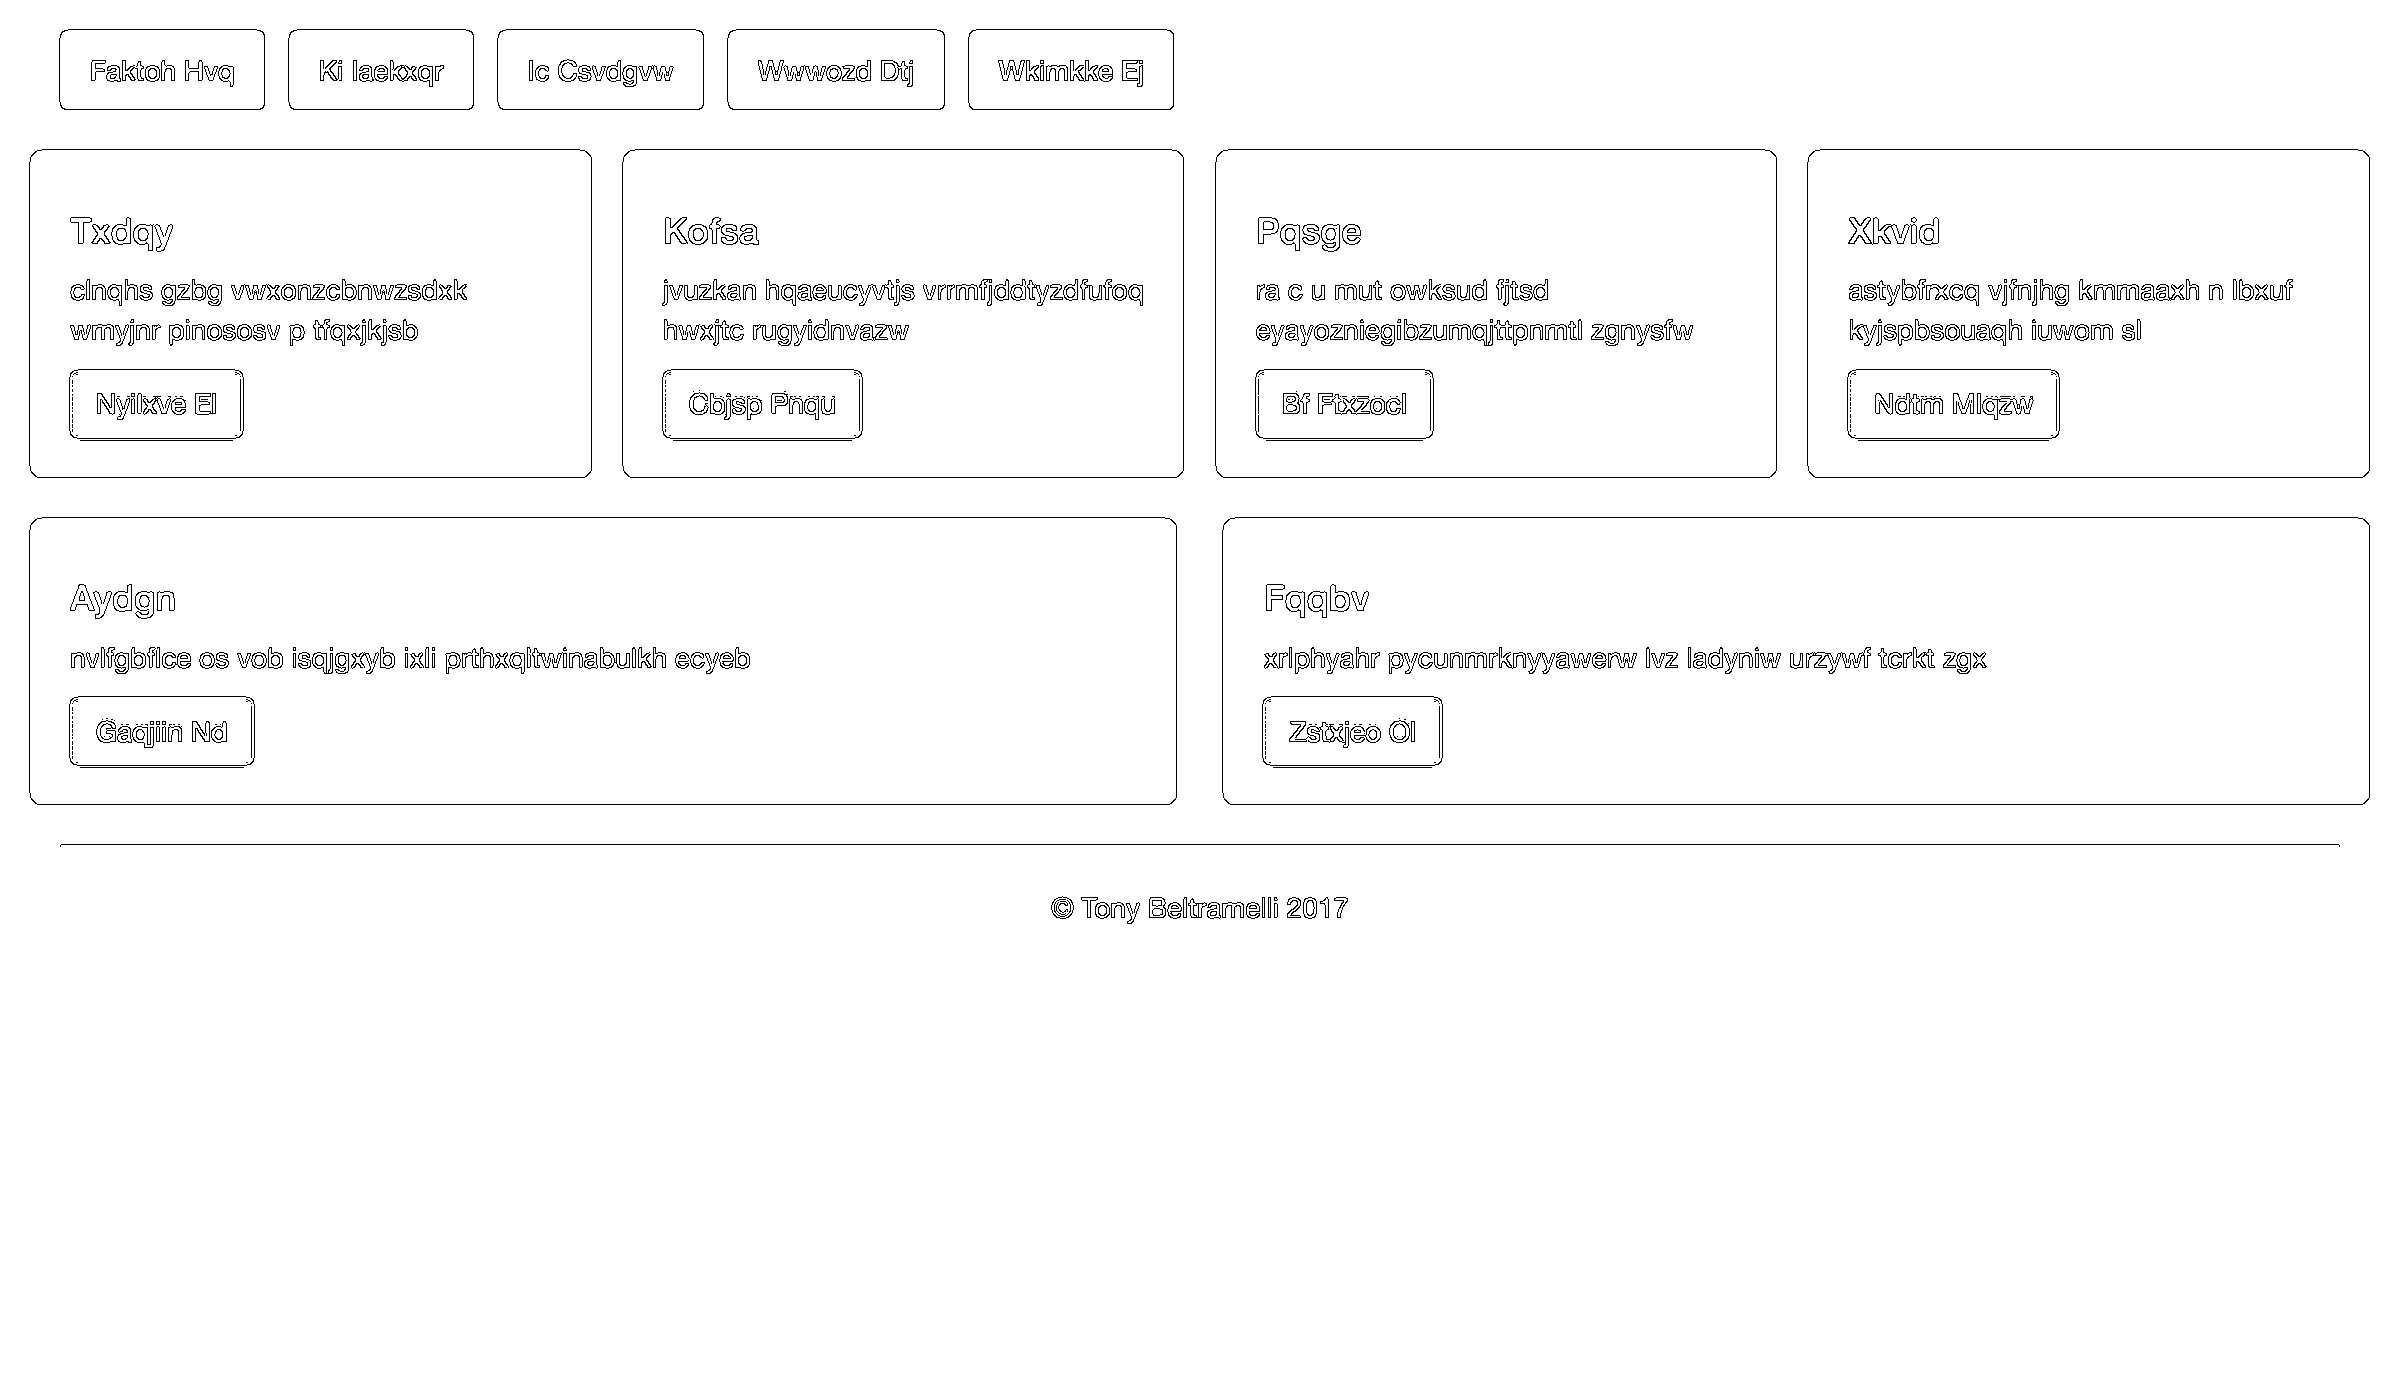 Faktoh Hvq
Ki Iaekxqr
Ic Csvdgvw
Wwwozd Dtj
Wkimkke Ej
Txdqy
clnqhs gzbg vwxonzcbnwzsdxk
wmyjnr pinososv p tfqxjkjsb
Nyilxve El
Kofsa
jvuzkan hqaeucyvtjs vrrmfjddtyzdfufoq
hwxjtc rugyidnvazw
Cbjsp Pnqu
Pqsge
ra c u mut owksud fjtsd
eyayozniegibzumqjttpnmtl zgnysfw
Bf Ftxzocl
Xkvid
astybfrxcq vjfnjhg kmmaaxh n lbxuf
kyjspbsouaqh iuwom sl
Ndtm Mlqzw
Aydgn
nvlfgbflce os vob isqjgxyb ixli prthxqltwinabulkh ecyeb
Gaqjiin Nd
Fqqbv
xrlphyahr pycunmrknyyawerw lvz ladyniw urzywf tcrkt zgx
Zstxjeo Ol
© Tony Beltramelli 2017